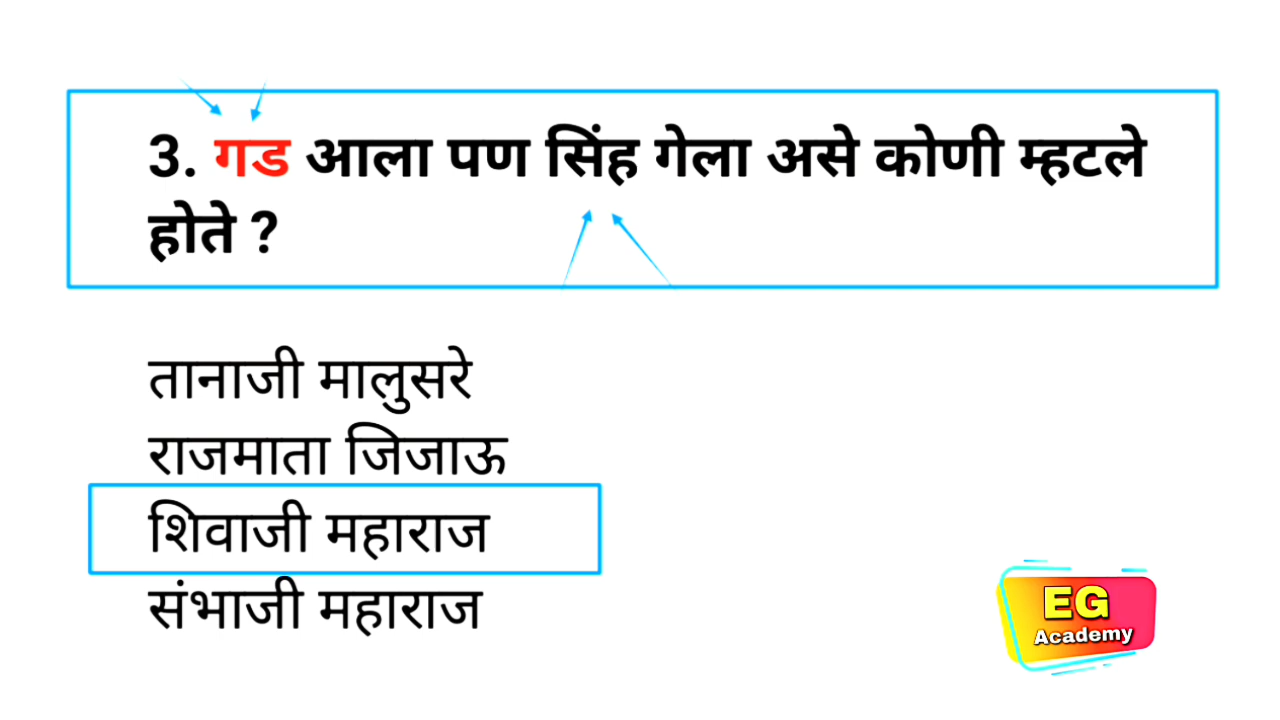 3. गड आला पण सिंह गेला असे कोणी म्हटले
होते ?
तानाजी मालुसरे
राजमाता जिजाऊ
शिवाजी महाराज
संभाजी महाराज
EG
Academy